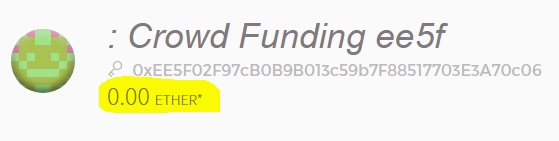 : Crowd Funding ee5f
0xEE5F02F97cB0B9B013c59b7F88517703E3A70c06
0.00 ETHER*